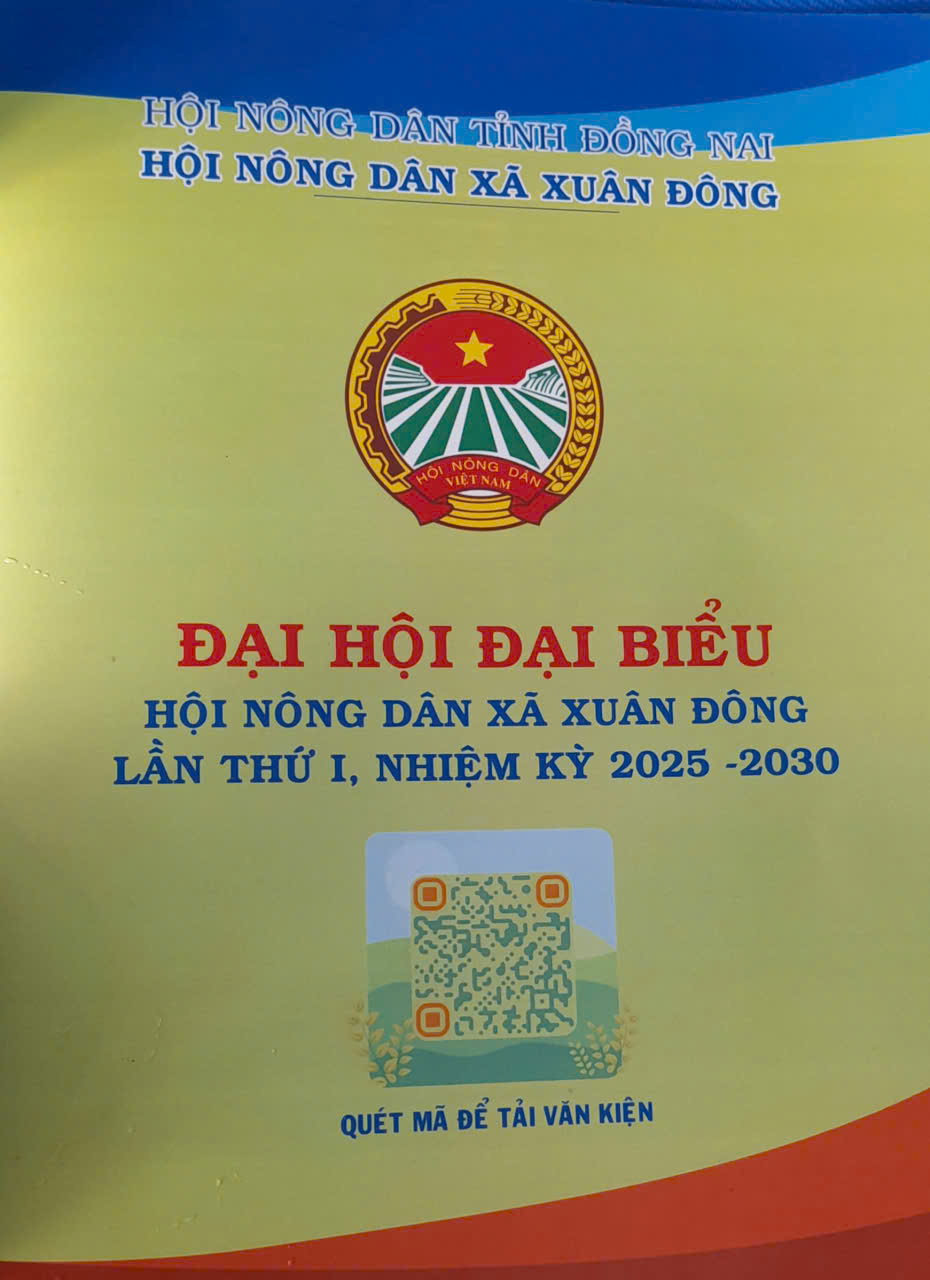 HỘI NÔNG DÂN TỈNH ĐỒNG NAI
HỘI NÔNG DÂN XÃ XUÂN ĐÔNG
HỘI NÔNG DÂN
VIỆT NAM
ĐẠI HỘI ĐẠI BIỂU
HỘI NÔNG DÂN XÃ XUÂN ĐÔNG
LẦN THỨ I, NHIỆM KỲ 2025 -2030
QUÉT MÃ ĐỂ TẢI VĂN KIỆN